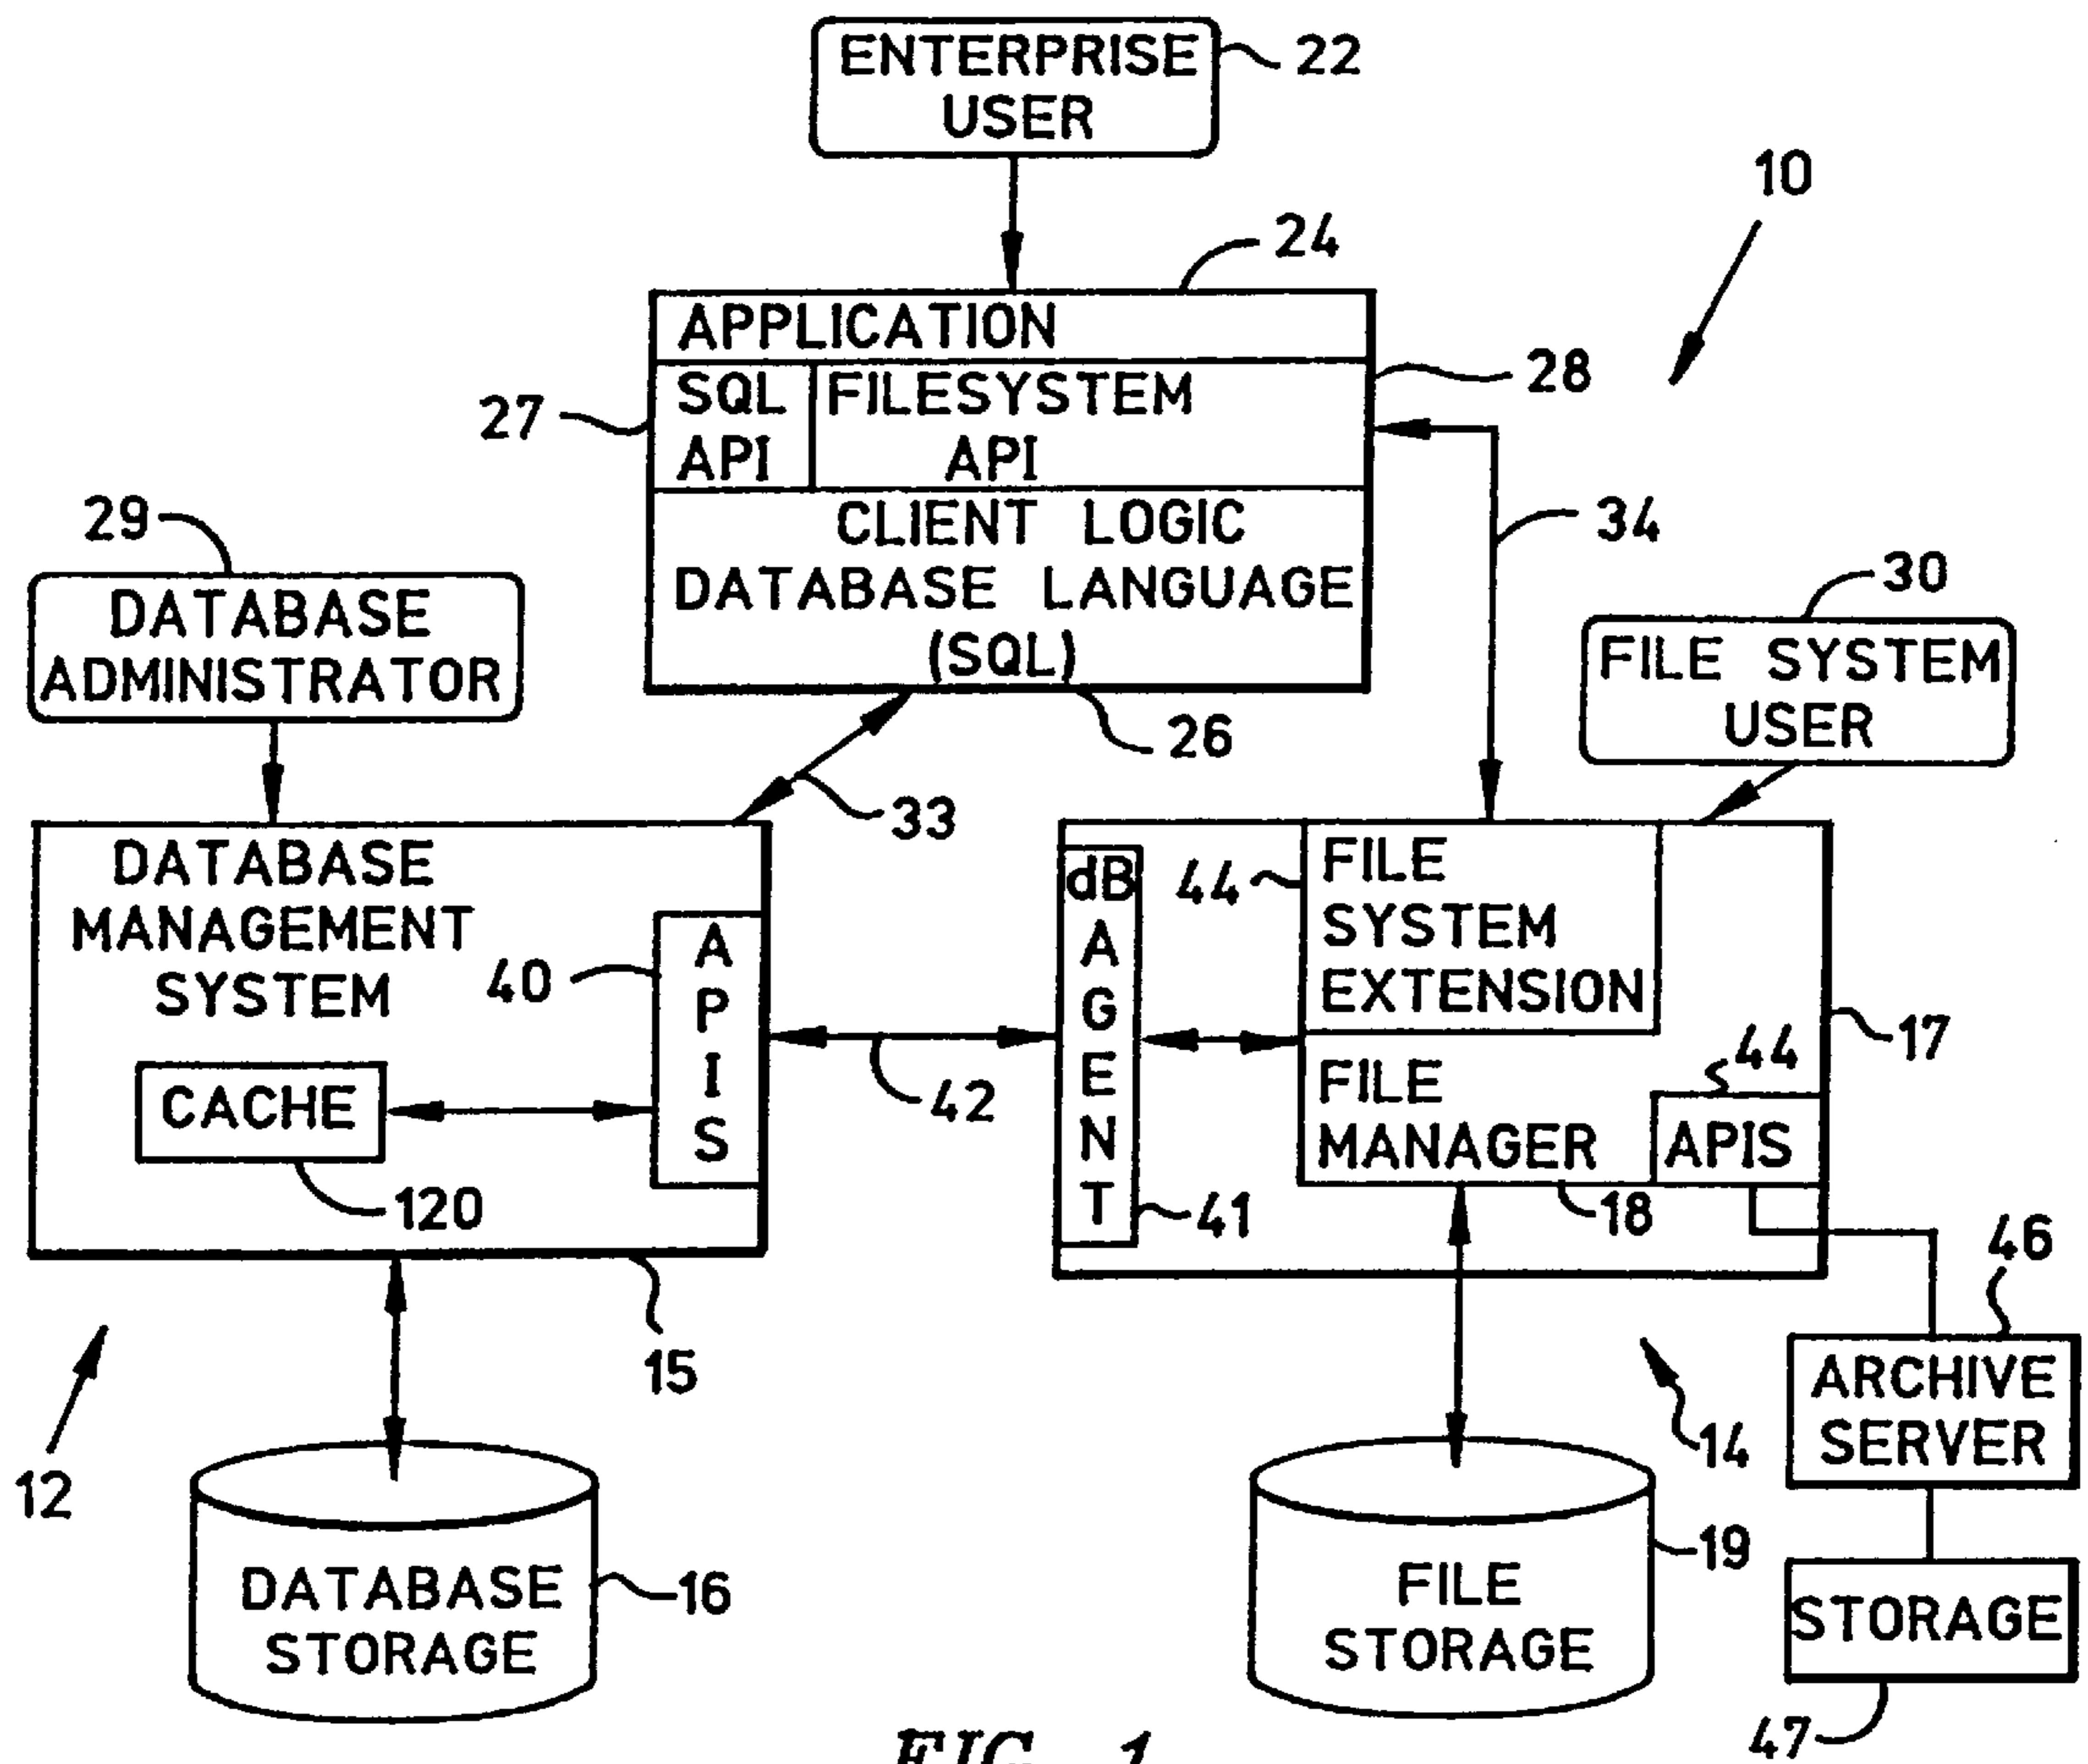 ENTERPRISE
USER
22
10
24
APPLICATION
SQL
API
FILESYSTEM
API
27
28
CLIENT LOGIC
DATABASE LANGUAGE
(SQL)
26
34
29
DATABASE
ADMINISTRATOR
30
FILE SYSTEM
USER
33
DATABASE
MANAGEMENT
SYSTEM
40
APIS
CACHE
120
42
dB
AGENT
41
44
FILE
SYSTEM
EXTENSION
17
FILE
MANAGER
18
44
APIS
46
ARCHIVE
SERVER
12
15
14
DATABASE
STORAGE
16
FILE
STORAGE
19
STORAGE
47
FIG. 1